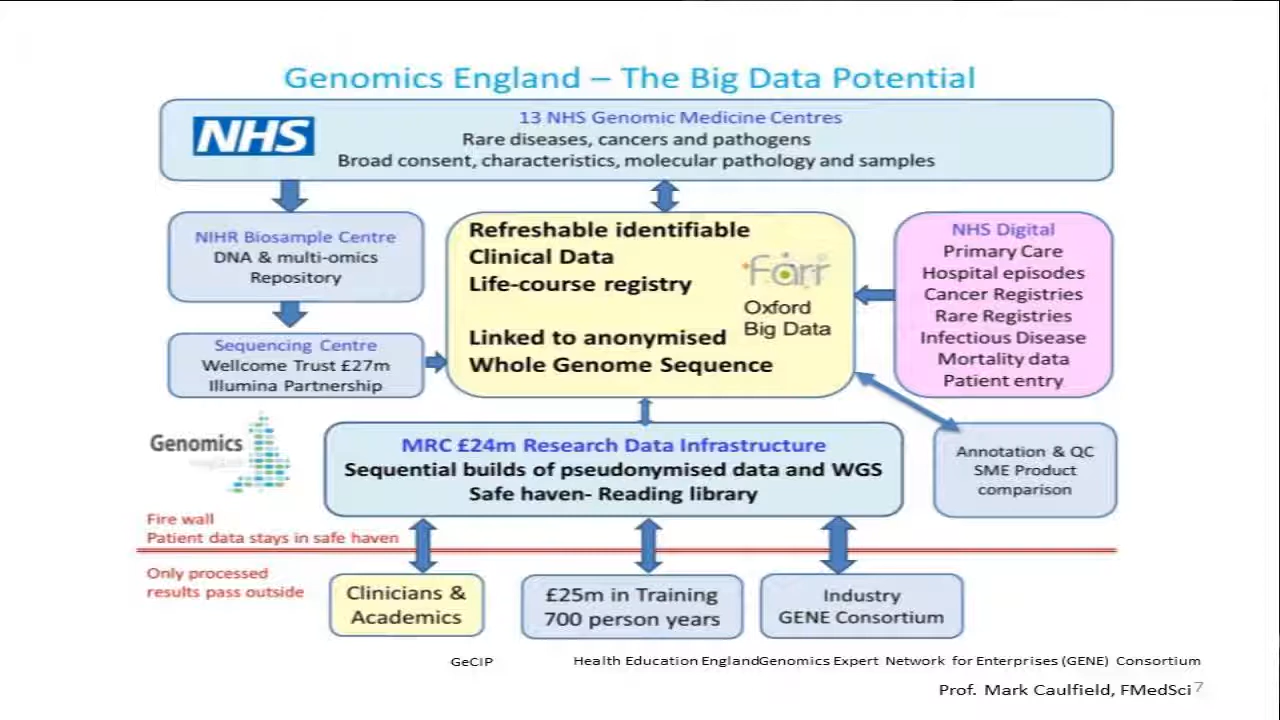 Genomics England – The Big Data Potential
NHS
13 NHS Genomic Medicine Centres
Rare diseases, cancers and pathogens
Broad consent, characteristics, molecular pathology and samples
NIHR Biosample Centre
DNA & multi-omics
Repository
Sequencing Centre
Wellcome Trust £27m
Illumina Partnership
Refreshable identifiable
Clinical Data
Life-course registry
Linked to anonymised
Whole Genome Sequence
Farr
Oxford
Big Data
NHS Digital
Primary Care
Hospital episodes
Cancer Registries
Rare Registries
Infectious Disease
Mortality data
Patient entry
Genomics
MRC £24m Research Data Infrastructure
Sequential builds of pseudonymised data and WGS
Safe haven- Reading library
Annotation & QC
SME Product
comparison
Fire wall
Patient data stays in safe haven
Only processed
results pass outside
Clinicians &
Academics
£25m in Training
700 person years
Industry
GENE Consortium
GeCIP
Health Education EnglandGenomics Expert Network for Enterprises (GENE) Consortium
Prof. Mark Caulfield, FMedSci 7